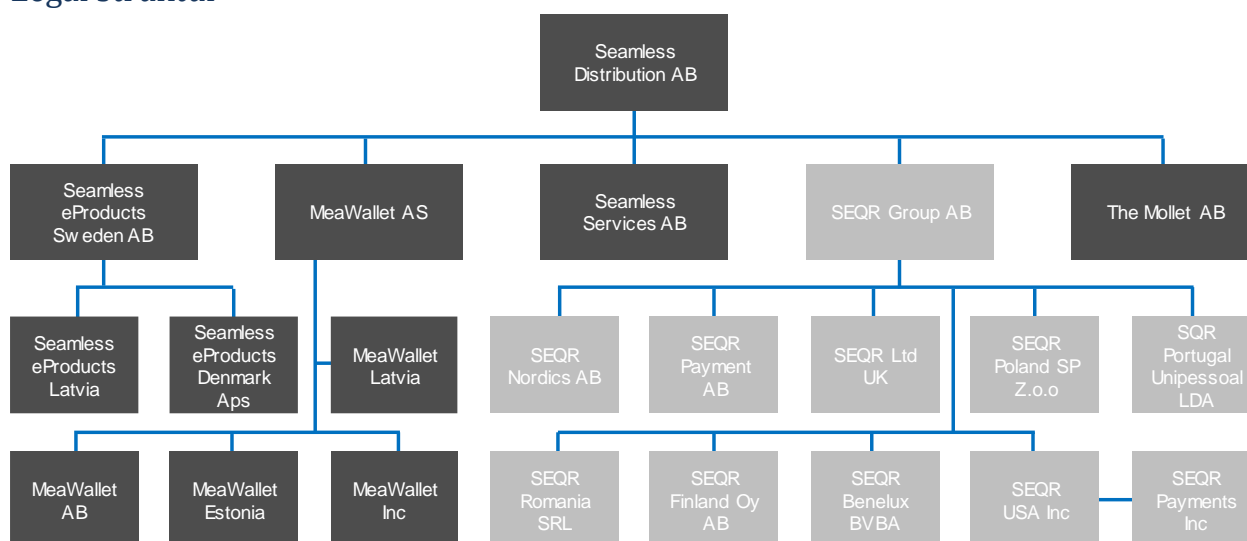 Legal struktur
Seamless
Distribution AB
Seamless
eProducts
Sweden AB
MeaWallet AS
Seamless
Services AB
SEQR Group AB
The Mollet AB
Seamless
eProducts
Latvia
Seamless
eProducts
Denmark
Aps
MeaWallet
Latvia
SEQR
Nordics AB
SEQR
Payment
AB
SEQR Ltd
UK
SEQR
Poland SP
Z.o.o
SQR
Portugal
Unipessoal
LDA
MeaWallet
AB
MeaWallet
Estonia
MeaWallet
Inc
SEQR
Romania
SRL
SEQR
Finland Oy
AB
SEQR
Benelux
BVBA
SEQR
USA Inc
SEQR
Payments
Inc